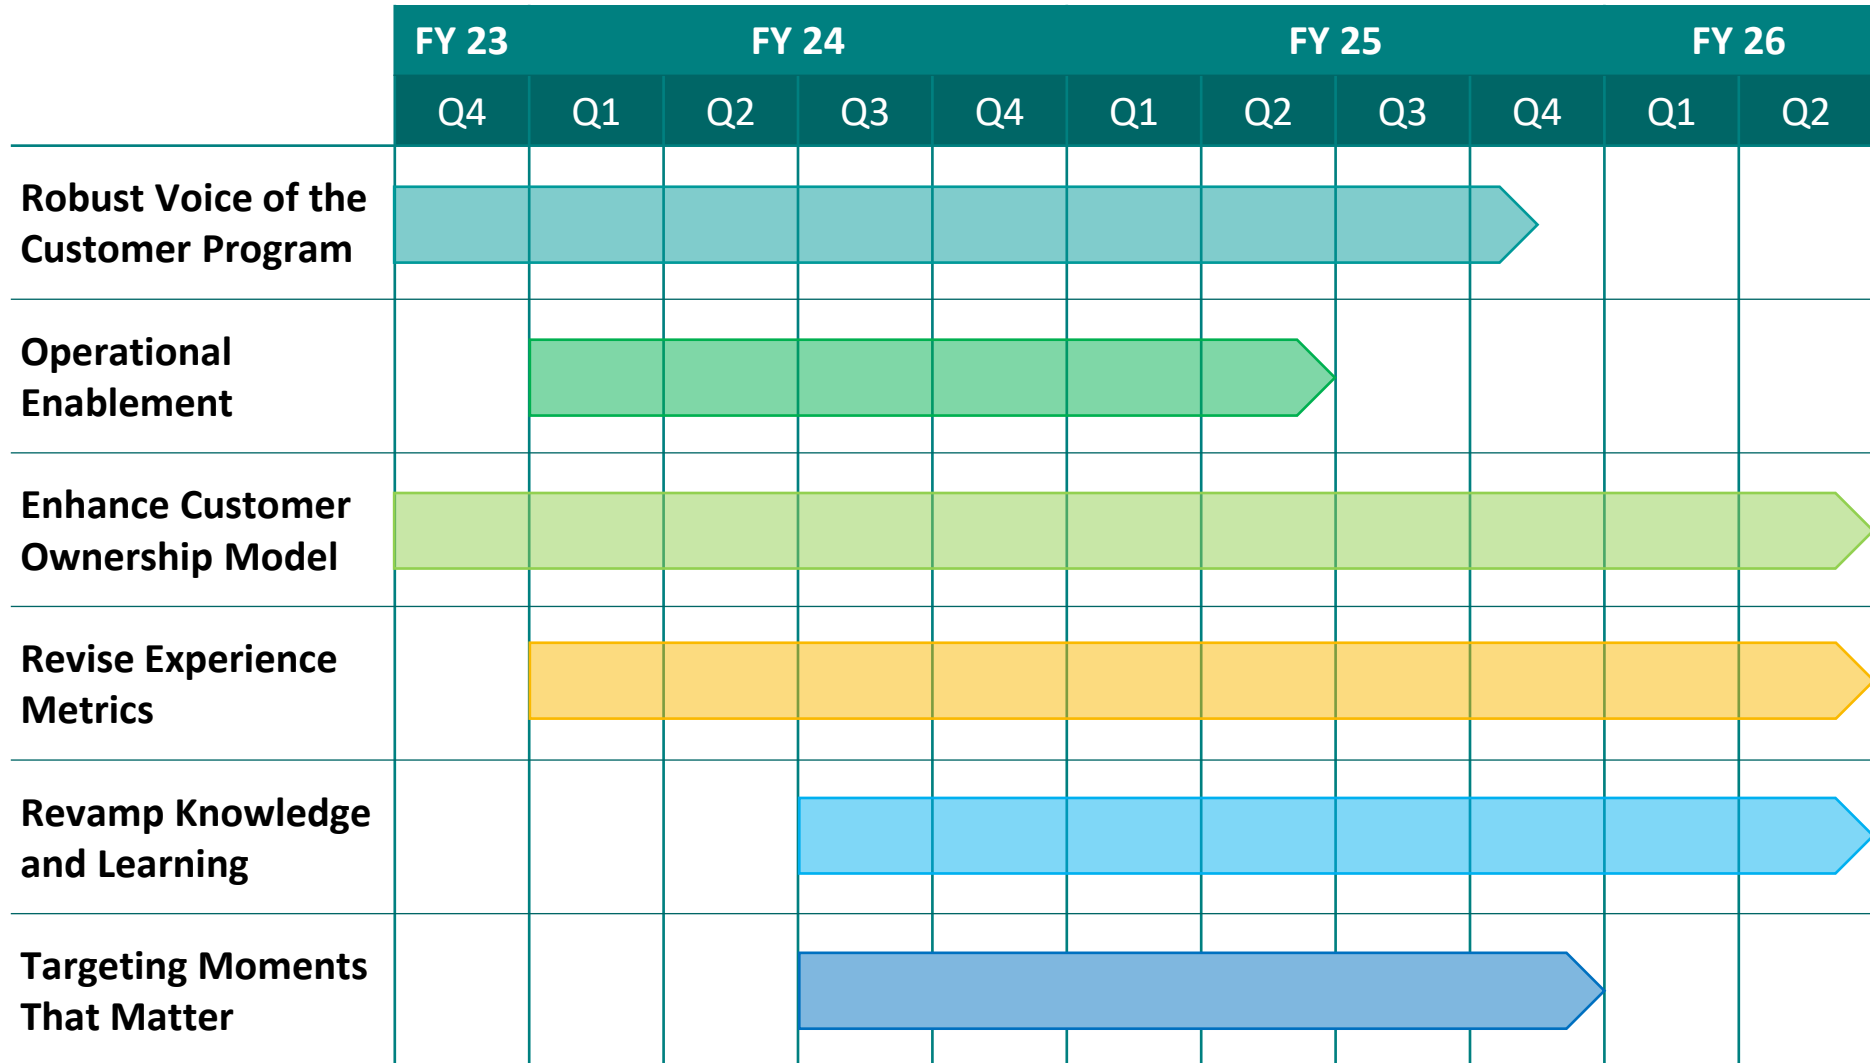 FY 23 FY 24 FY 25 FY 26
Q4 Q1 Q2 Q3 Q4 Q1 Q2 Q3 Q4 Q1 Q2
Robust Voice of the
Customer Program
Operational
Enablement
Enhance Customer
Ownership Model
Revise Experience
Metrics
Revamp Knowledge
and Learning
Targeting Moments
That Matter